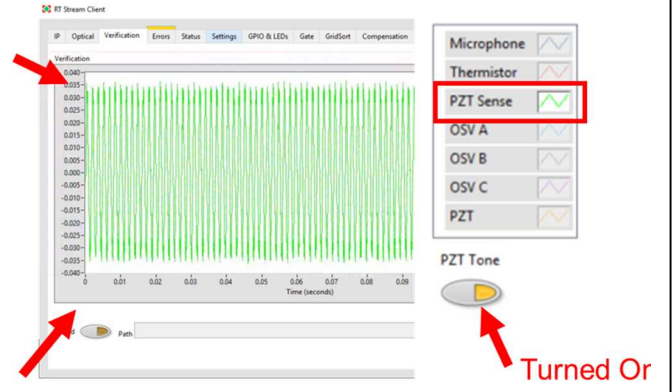 RT Stream Client
IP Optical Verification Errors Status Settings GPIO & LEDs Gate GridSort Compensation
Verification
0.040
0.035
0.030
0.025
0.020
0.015
0.010
0.005
0.000
-0.005
-0.010
-0.015
-0.020
-0.025
-0.030
-0.035
-0.040
0 0.01 0.02 0.03 0.04 0.05 0.06 0.07 0.08 0.09
Time (seconds)
Path
Microphone
Thermistor
PZT Sense
OSV A
OSV B
OSV C
PZT
PZT Tone
Turned Or